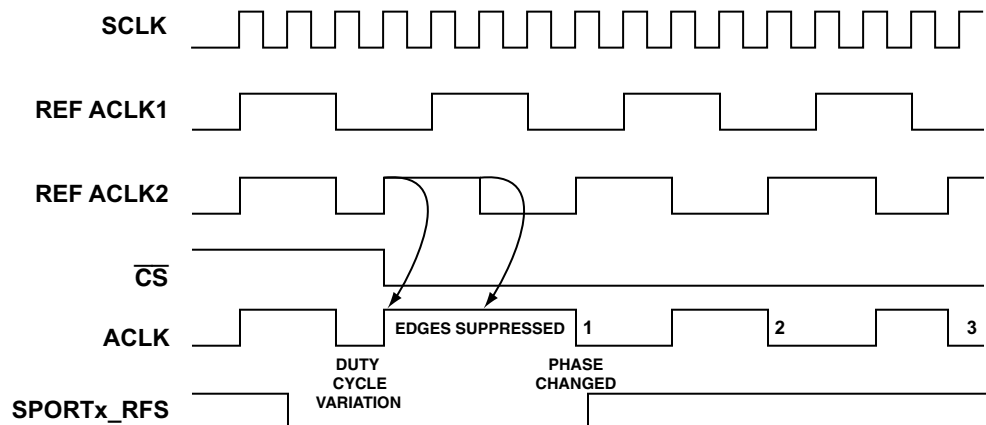 SCLK
REF ACLK1
REF ACLK2
CS
ACLK
EDGES SUPPRESSED
1
2
3
DUTY
CYCLE
VARIATION
PHASE
CHANGED
SPORTx_RFS